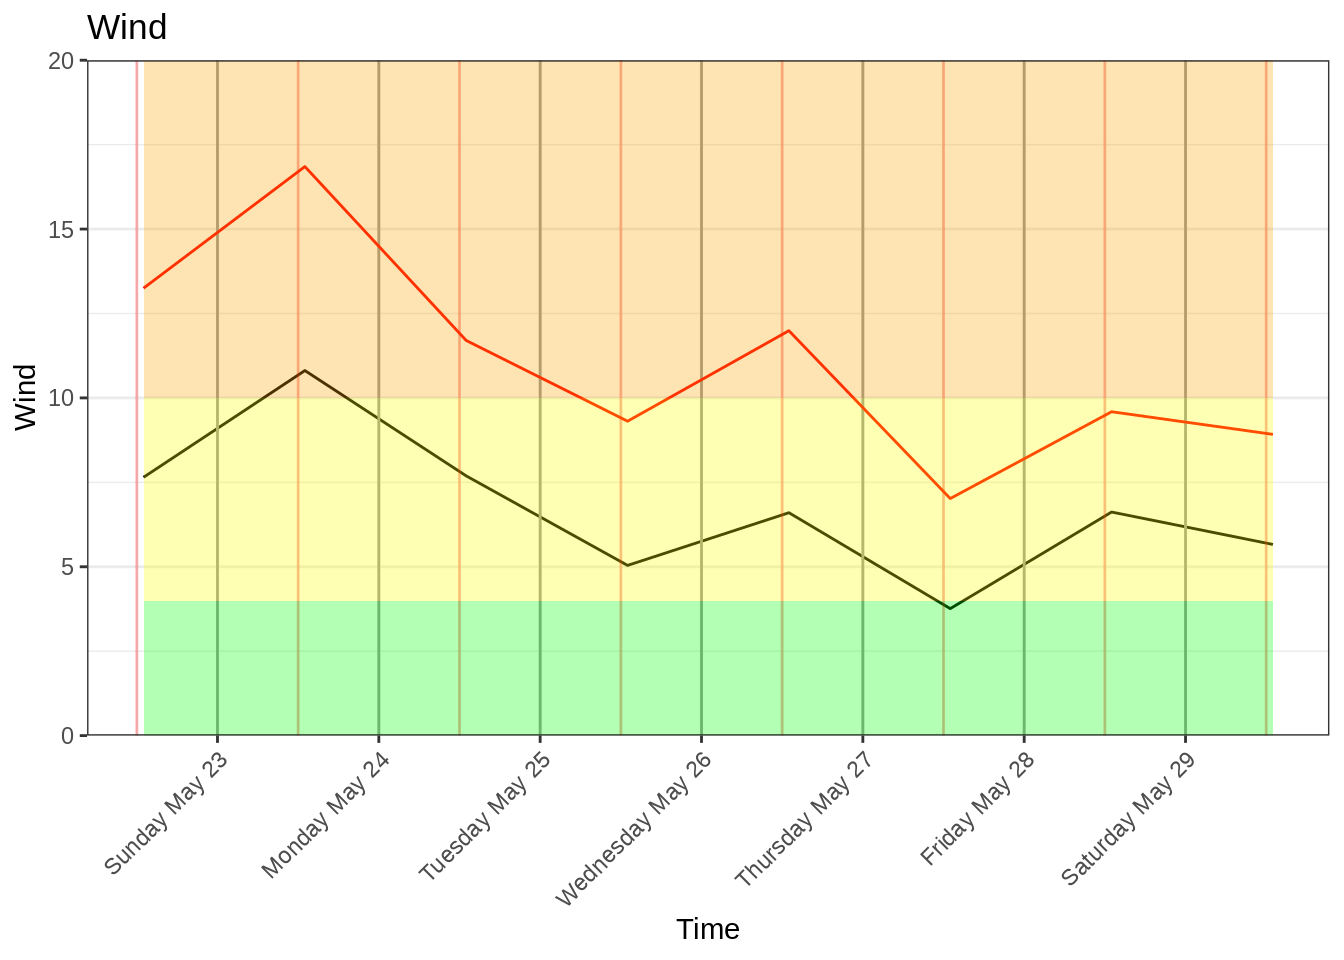 Wind
20
15
10
5
0
Wind
Sunday May 23
Monday May 24
Tuesday May 25
Wednesday May 26
Thursday May 27
Friday May 28
Saturday May 29
Time